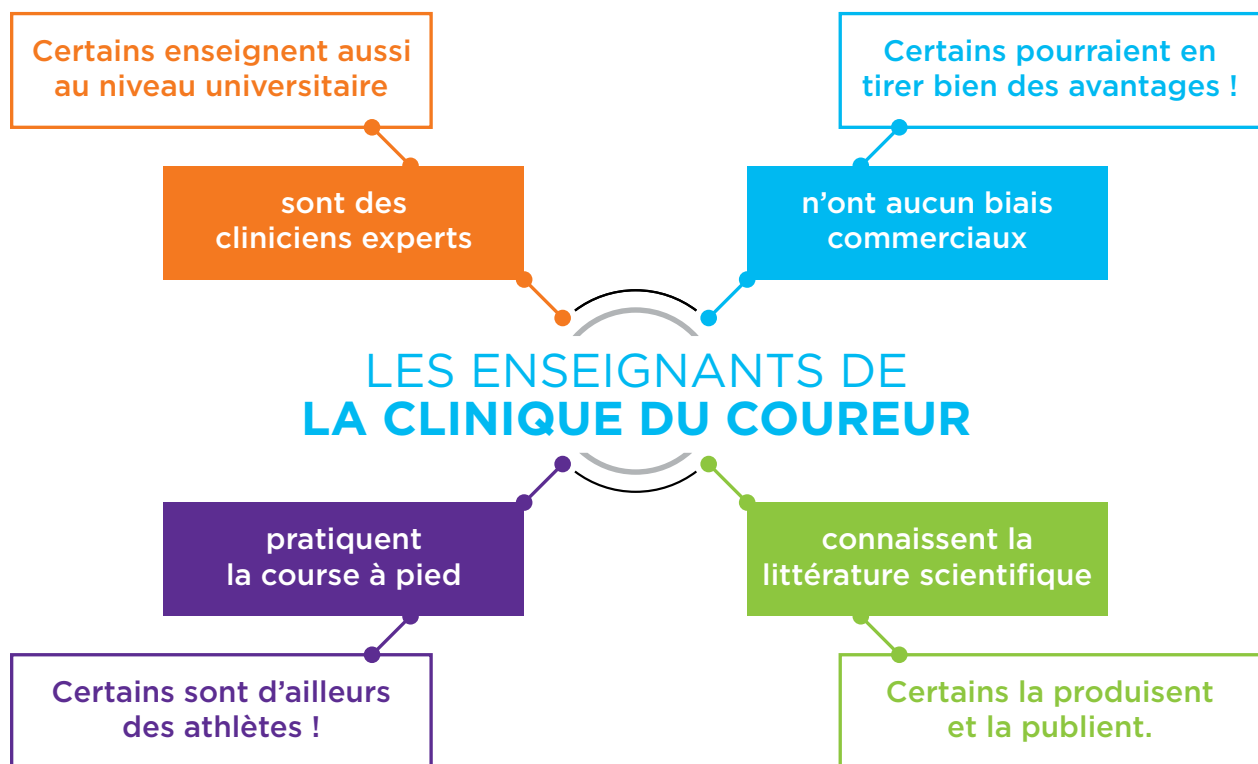 Certains enseignent aussi
au niveau universitaire
Certains pourraient en
tirer bien des avantages !
sont des
cliniciens experts
n'ont aucun biais
commerciaux
LES ENSEIGNANTS DE
LA CLINIQUE DU COUREUR
pratiquent
la course à pied
connaissent la
littérature scientifique
Certains sont d'ailleurs
des athlètes !
Certains la produisent
et la publient.